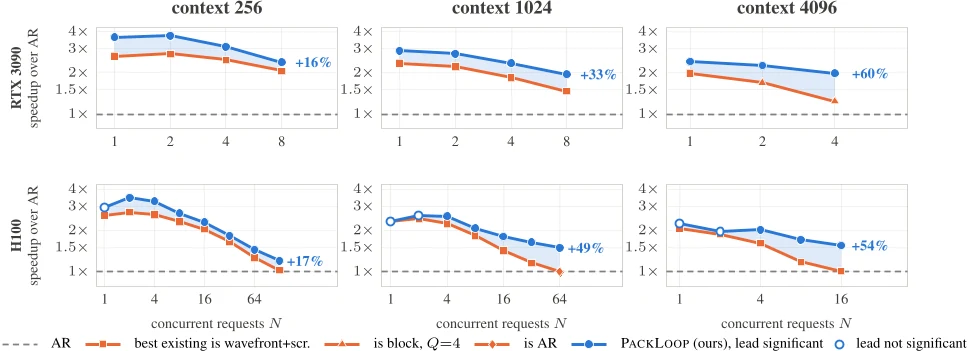 context 256
context 1024
context 4096
RTX 3090
speedup over AR
4×
3×
2×
1.5×
1×
+16%
1 2 4 8
4×
3×
2×
1.5×
1×
+33%
1 2 4 8
4×
3×
2×
1.5×
1×
+60%
1 2 4
H100
speedup over AR
4×
3×
2×
1.5×
1×
+17%
1 4 16 64
concurrent requests N
4×
3×
2×
1.5×
1×
+49%
1 4 16 64
concurrent requests N
4×
3×
2×
1.5×
1×
+54%
1 4 16
concurrent requests N
AR best existing is wavefront+scr. is block, Q=4 is AR PACKLOOP (ours), lead significant lead not significant